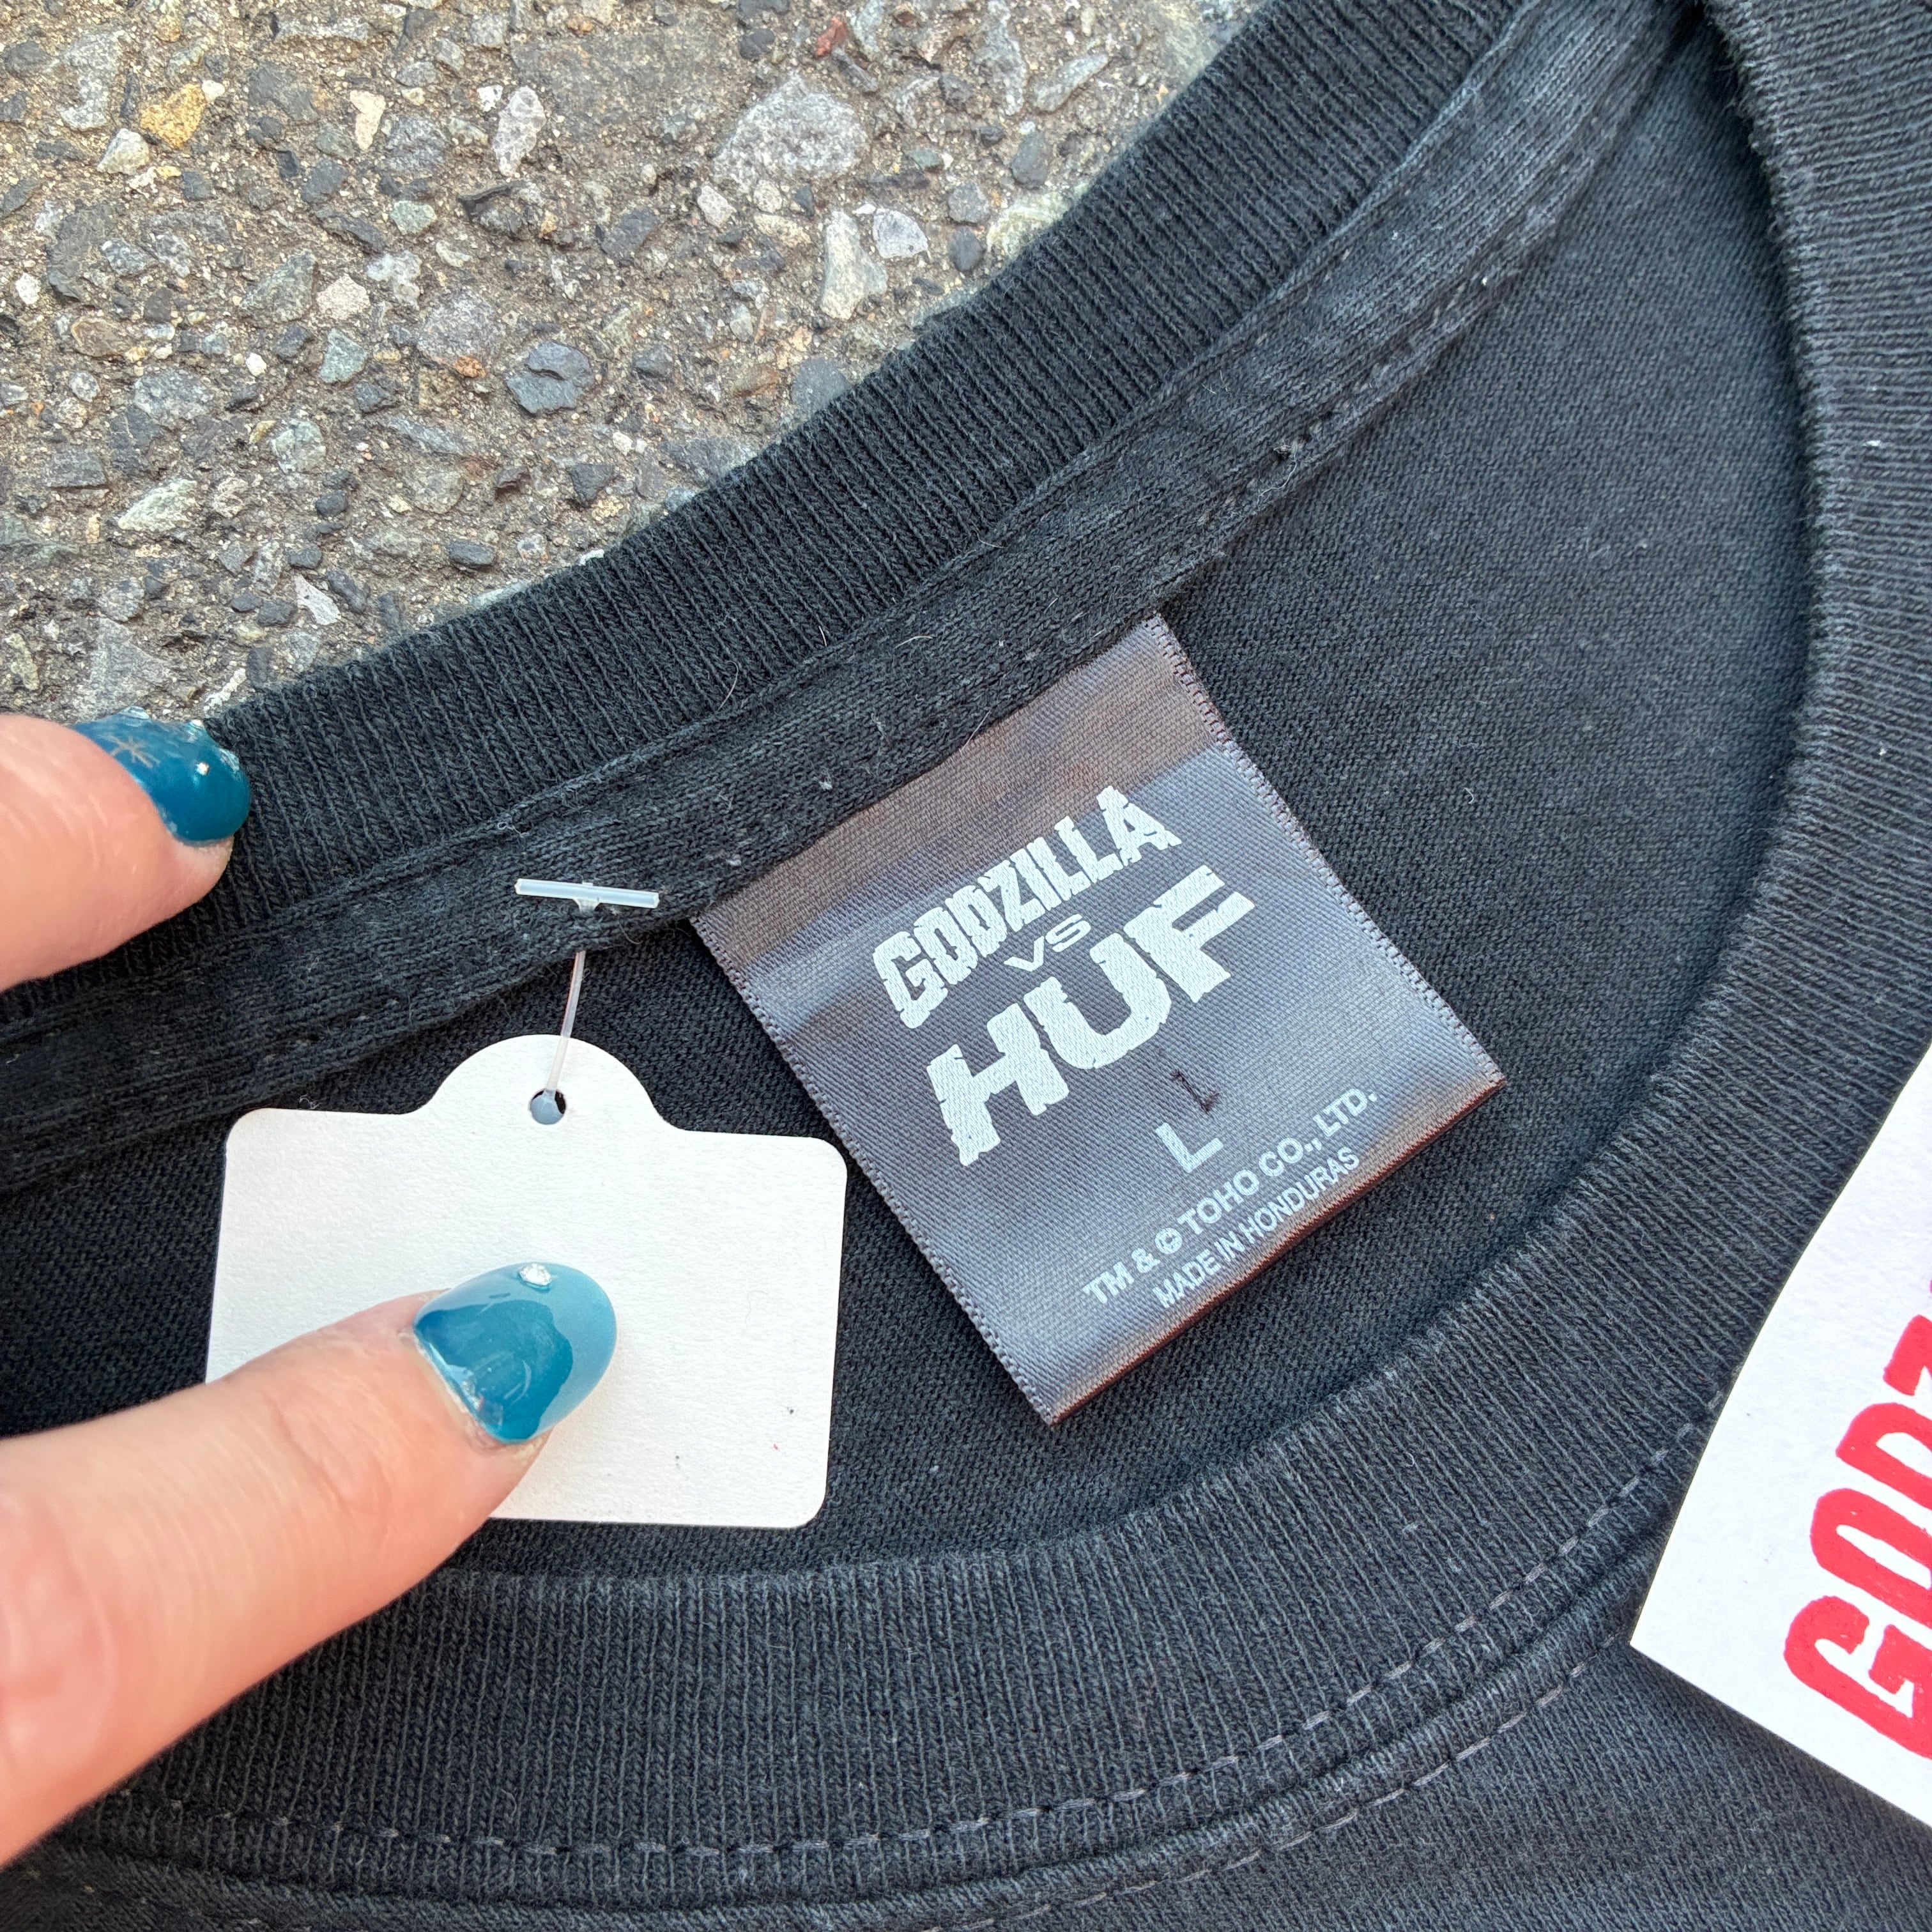 GODZILLA
VS
HUF
L
TM & © TOHO CO., LTD.
MADE IN HONDURAS